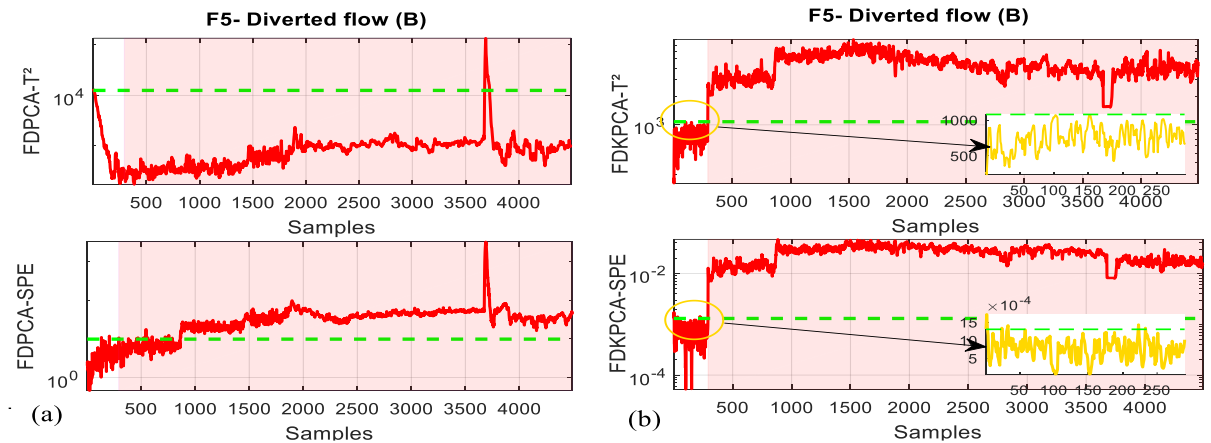 F5- Diverted flow (B)
FDPCA-T²
10⁴
500 1000 1500 2000 2500 3000 3500 4000
Samples
FDPCA-SPE
10⁰
500 1000 1500 2000 2500 3000 3500 4000
Samples
(a)
F5- Diverted flow (B)
FDKPCA-T²
10³
1000
500
50 100 150 200 250
500 1000 1500 2000 2500 3000 3500 4000
Samples
FDKPCA-SPE
10⁻²
10⁻⁴
×10⁻⁴
15
10
5
50 100 150 200 250
500 1000 1500 2000 2500 3000 3500 4000
Samples
(b)